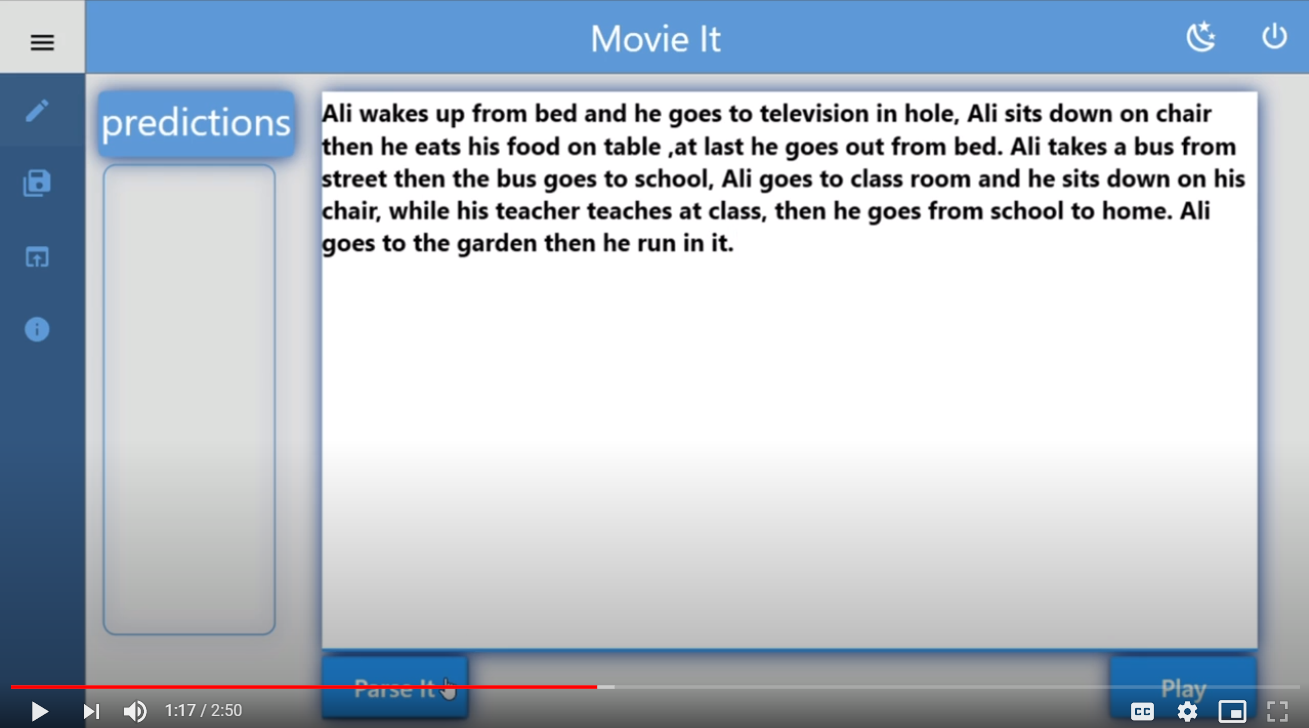 Movie It
predictions
Ali wakes up from bed and he goes to television in hole, Ali sits down on chair
then he eats his food on table ,at last he goes out from bed. Ali takes a bus from
street then the bus goes to school, Ali goes to class room and he sits down on his
chair, while his teacher teaches at class, then he goes from school to home. Ali
goes to the garden then he run in it.
Parse It
Play
1:17 / 2:50
CC